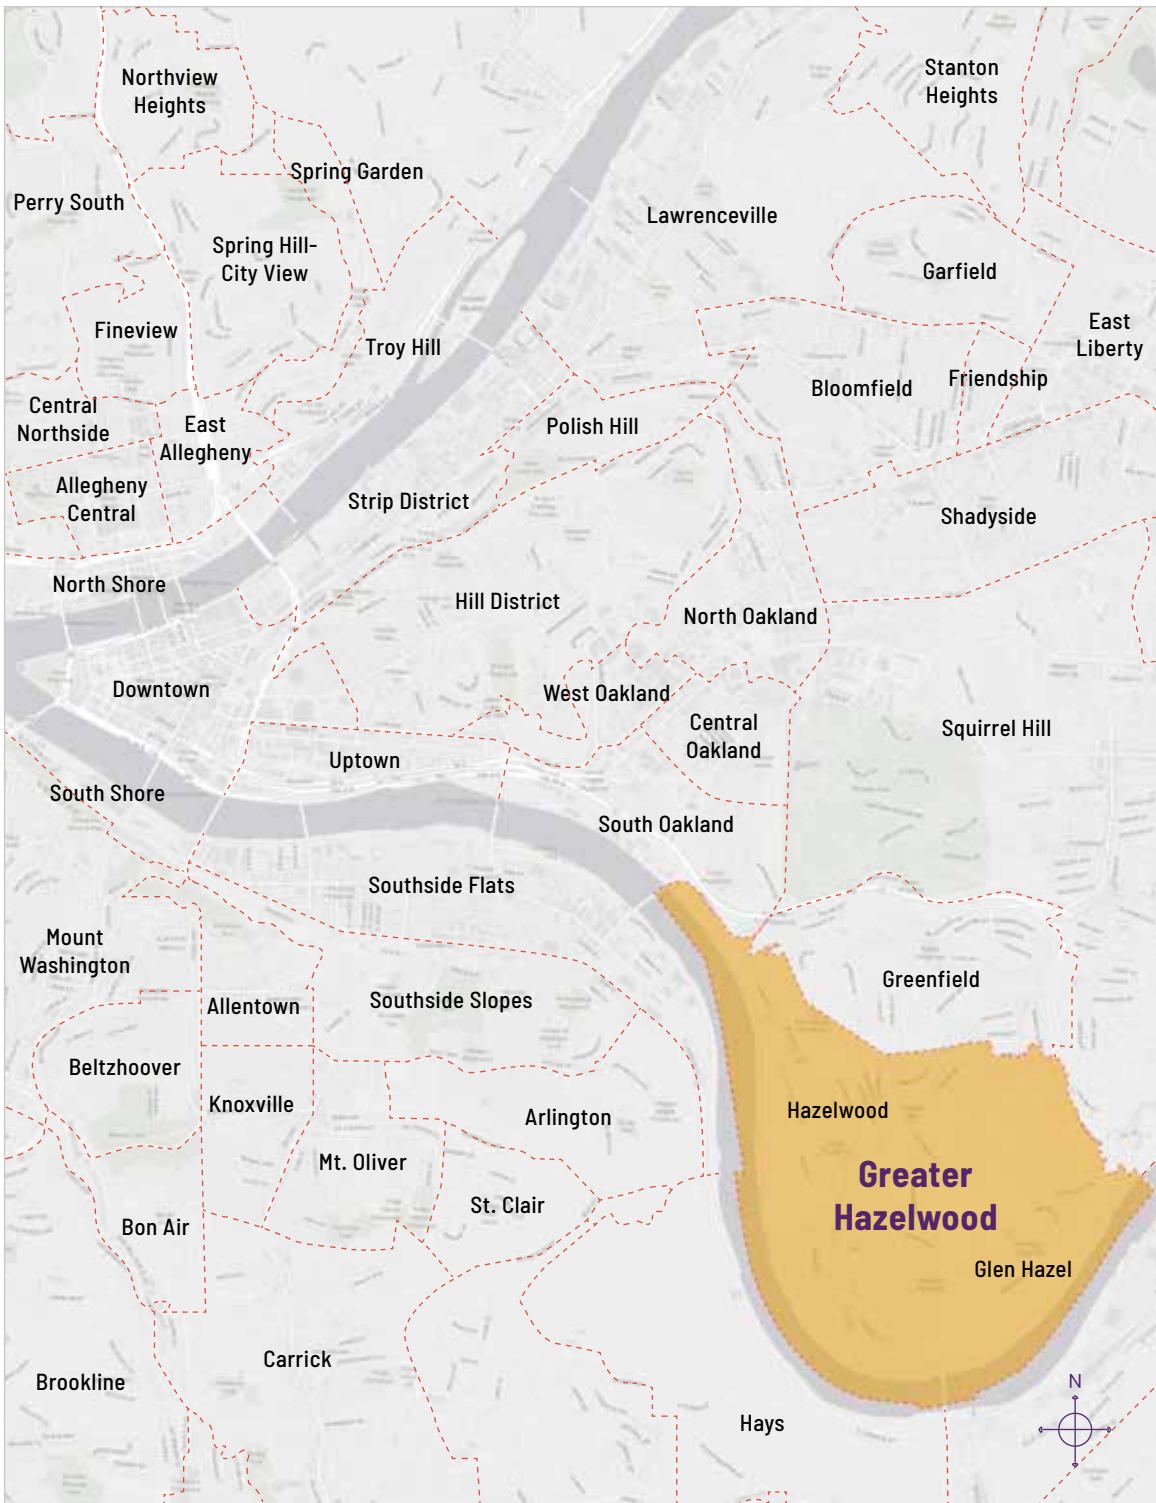 Northview
Heights
Stanton
Heights
Spring Garden
Perry South
Lawrenceville
Spring Hill-
City View
Garfield
Fineview
Troy Hill
East
Liberty
Bloomfield
Friendship
Central
Northside
East
Allegheny
Polish Hill
Allegheny
Central
Strip District
Shadyside
North Shore
Hill District
North Oakland
Downtown
West Oakland
Central
Oakland
Squirrel Hill
Uptown
South Shore
South Oakland
Southside Flats
Mount
Washington
Greenfield
Allentown
Southside Slopes
Beltzhoover
Knoxville
Arlington
Hazelwood
Mt. Oliver
Greater
Hazelwood
St. Clair
Bon Air
Glen Hazel
Carrick
Brookline
N
Hays